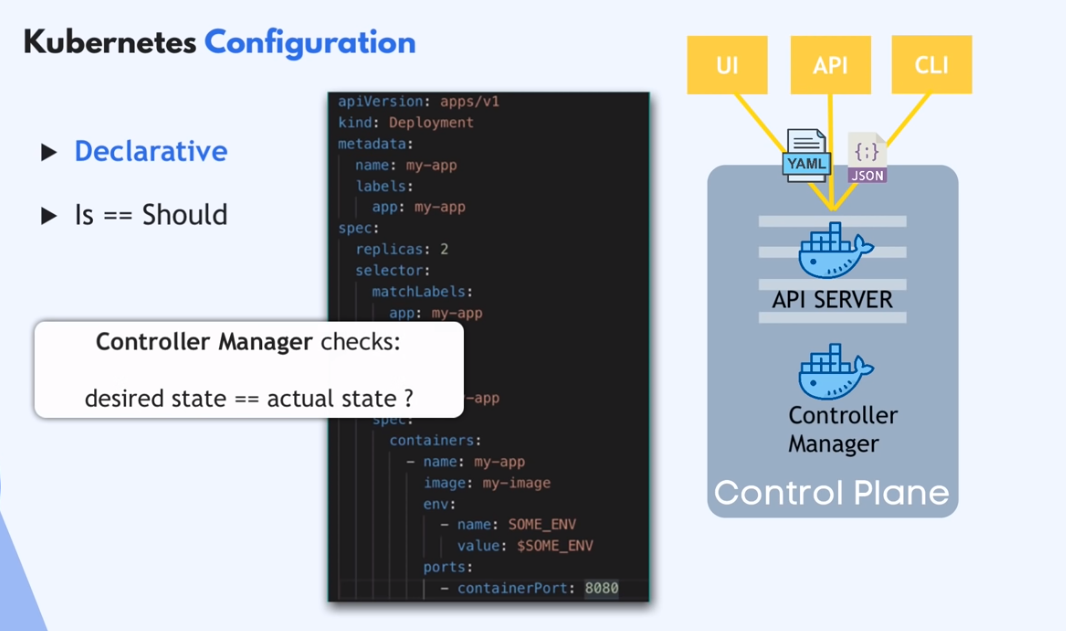 Kubernetes Configuration
▶ Declarative
▶ Is == Should
Controller Manager checks:
desired state == actual state ?
apiVersion: apps/v1
kind: Deployment
metadata:
  name: my-app
  labels:
    app: my-app
spec:
  replicas: 2
  selector:
    matchLabels:
      app: my-app
-app
    spec:
      containers:
        - name: my-app
          image: my-image
          env:
            - name: SOME_ENV
              value: $SOME_ENV
          ports:
            - containerPort: 8080
UI
API
CLI
YAML
{;}
JSON
API SERVER
Controller
Manager
Control Plane